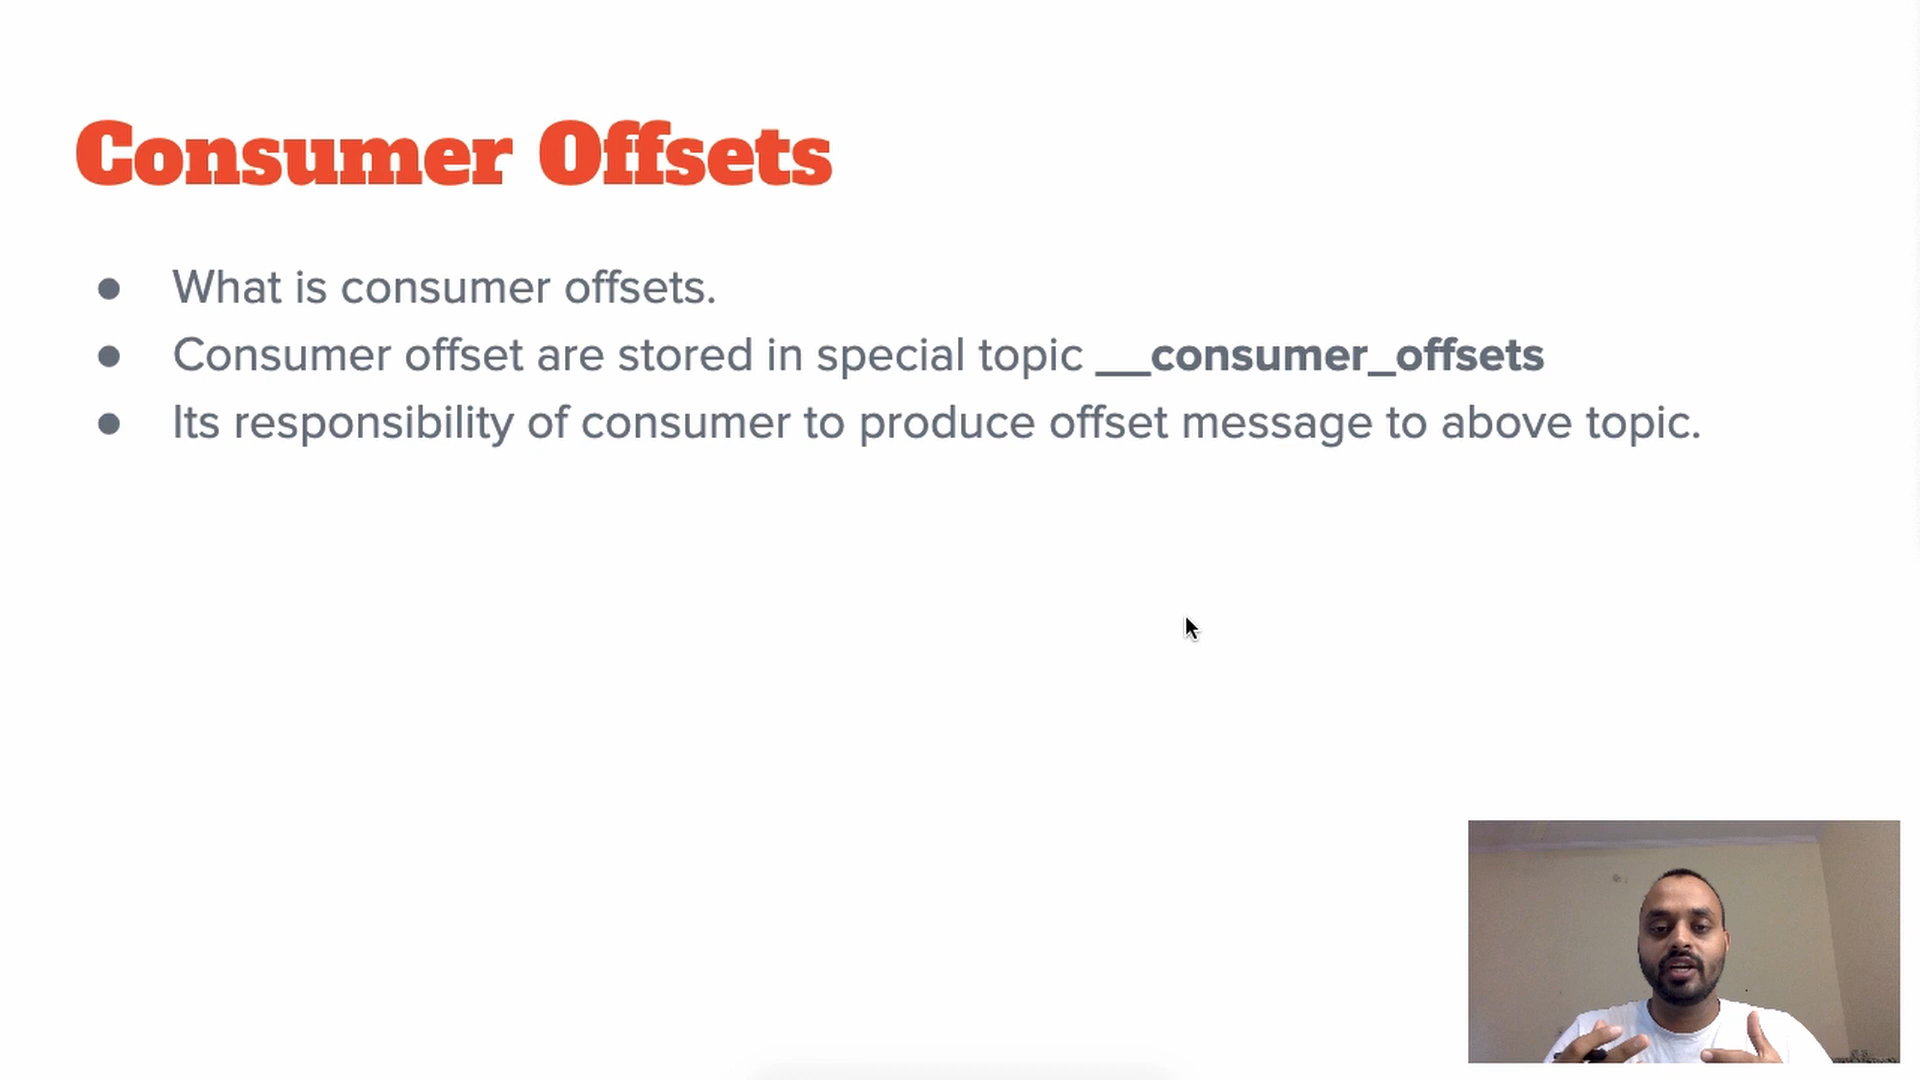 Consumer Offsets
● What is consumer offsets.
● Consumer offset are stored in special topic __consumer_offsets
● Its responsibility of consumer to produce offset message to above topic.